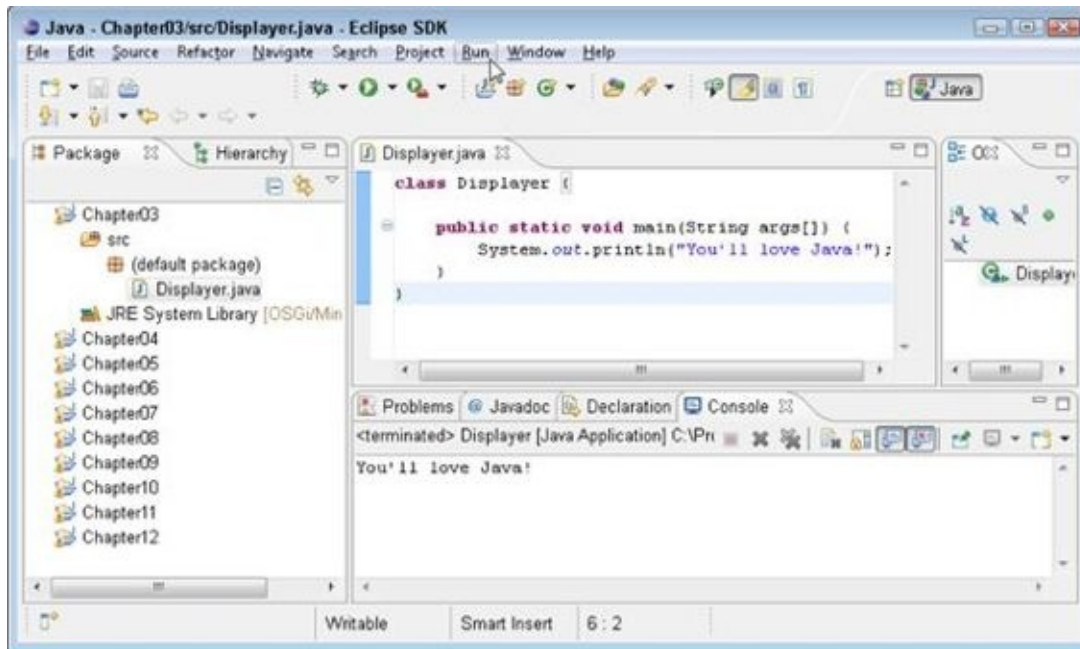 Java - Chapter03/src/Displayer.java - Eclipse SDK
File Edit Source Refactor Navigate Search Project Run Window Help
Java
Package Hierarchy
Chapter03
src
(default package)
Displayer.java
JRE System Library [OSGi/Min
Chapter04
Chapter05
Chapter06
Chapter07
Chapter08
Chapter09
Chapter10
Chapter11
Chapter12
Displayer.java
class Displayer {
public static void main(String args[]) {
System.out.println("You'll love Java!");
}
}
Displaye
Problems @ Javadoc Declaration Console
<terminated> Displayer [Java Application] C:\Pr
You'll love Java!
Writable Smart Insert 6 : 2